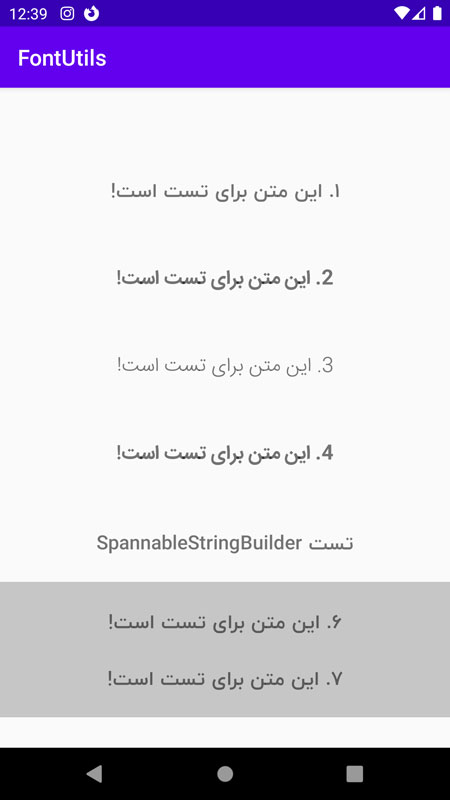 12:39
FontUtils
۱. این متن برای تست است!
2. این متن برای تست است!
3. این متن برای تست است!
4. این متن برای تست است!
تست SpannableStringBuilder
۶. این متن برای تست است!
۷. این متن برای تست است!